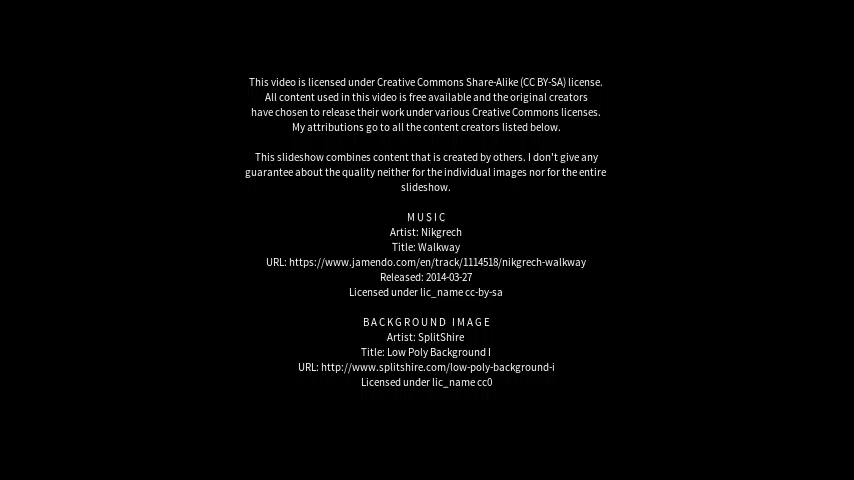 This video is licensed under Creative Commons Share-Alike (CC BY-SA) license.
All content used in this video is free available and the original creators
have chosen to release their work under various Creative Commons licenses.
My attributions go to all the content creators listed below.
This slideshow combines content that is created by others. I don't give any
guarantee about the quality neither for the individual images nor for the entire
slideshow.
MUSIC
Artist: Nikgrech
Title: Walkway
URL: https://www.jamendo.com/en/track/1114518/nikgrech-walkway
Released: 2014-03-27
Licensed under lic_name cc-by-sa
BACKGROUND IMAGE
Artist: SplitShire
Title: Low Poly Background I
URL: http://www.splitshire.com/low-poly-background-i
Licensed under lic_name cc0